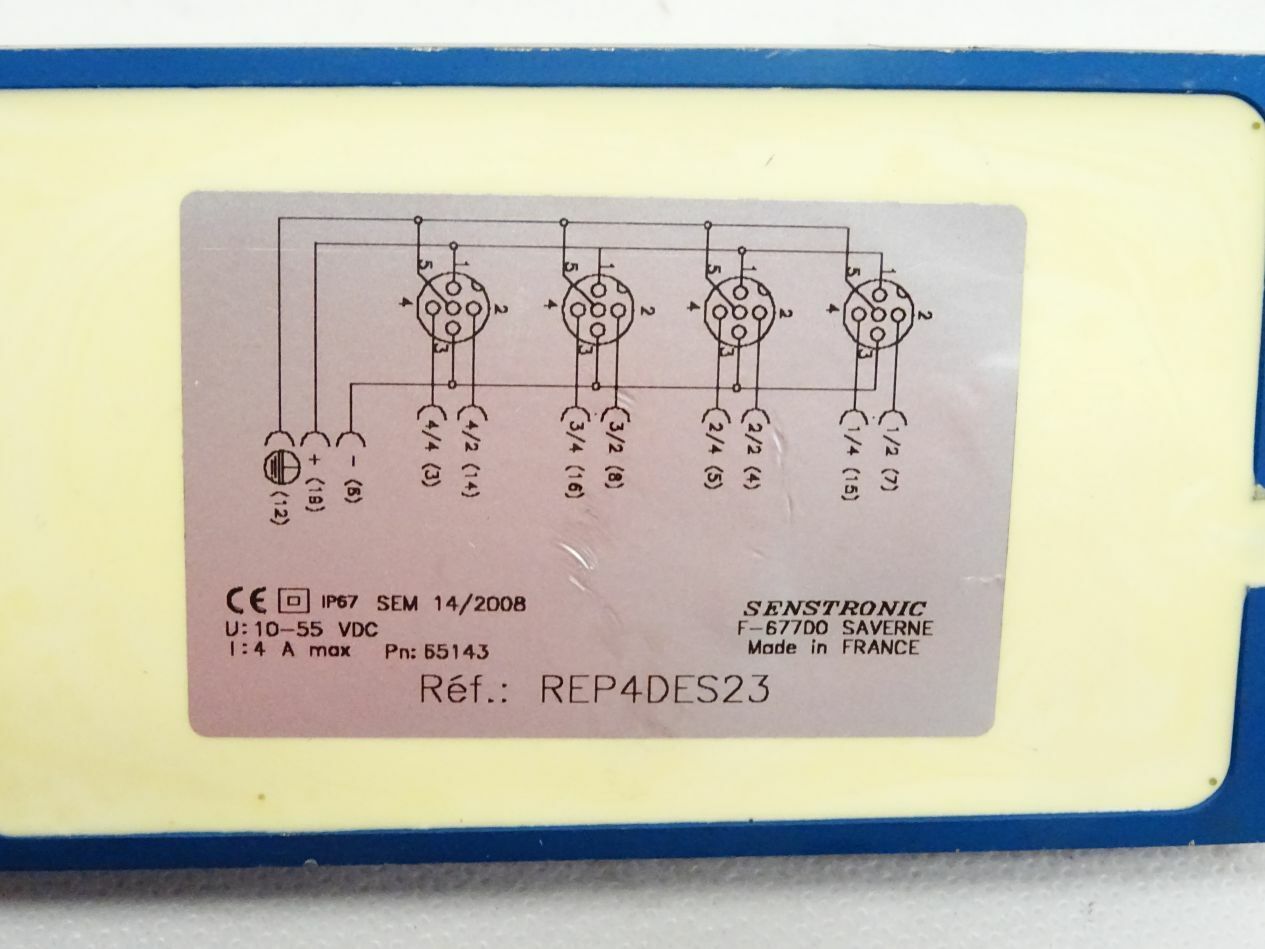 5 1 5 1 5 1 5 1
4 2 4 2 4 2 4 2
3 3 3 3
(12)
+ (19)
- (6)
4/4 (3)
4/2 (14)
3/4 (16)
3/2 (8)
2/4 (5)
2/2 (4)
1/4 (15)
1/2 (7)
CE IP67 SEM 14/2008
U: 10-55 VDC
I: 4 A max Pn: 65143
SENSTRONIC
F-67700 SAVERNE
Made in FRANCE
Réf.: REP4DES23